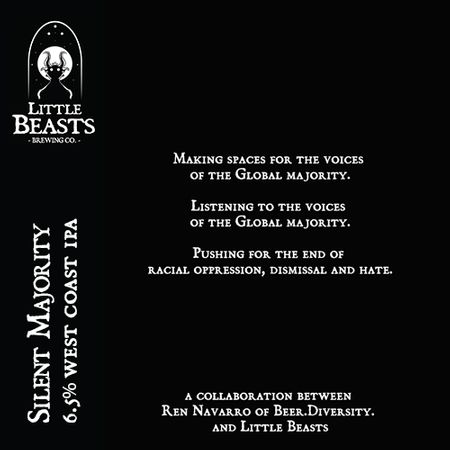 Little
Beasts
- Brewing Co. -
Silent Majority
6.5% West Coast IPA
Making spaces for the voices
of the Global majority.
Listening to the voices
of the Global majority.
Pushing for the end of
racial oppression, dismissal and hate.
a collaboration between
Ren Navarro of Beer.Diversity.
and Little Beasts